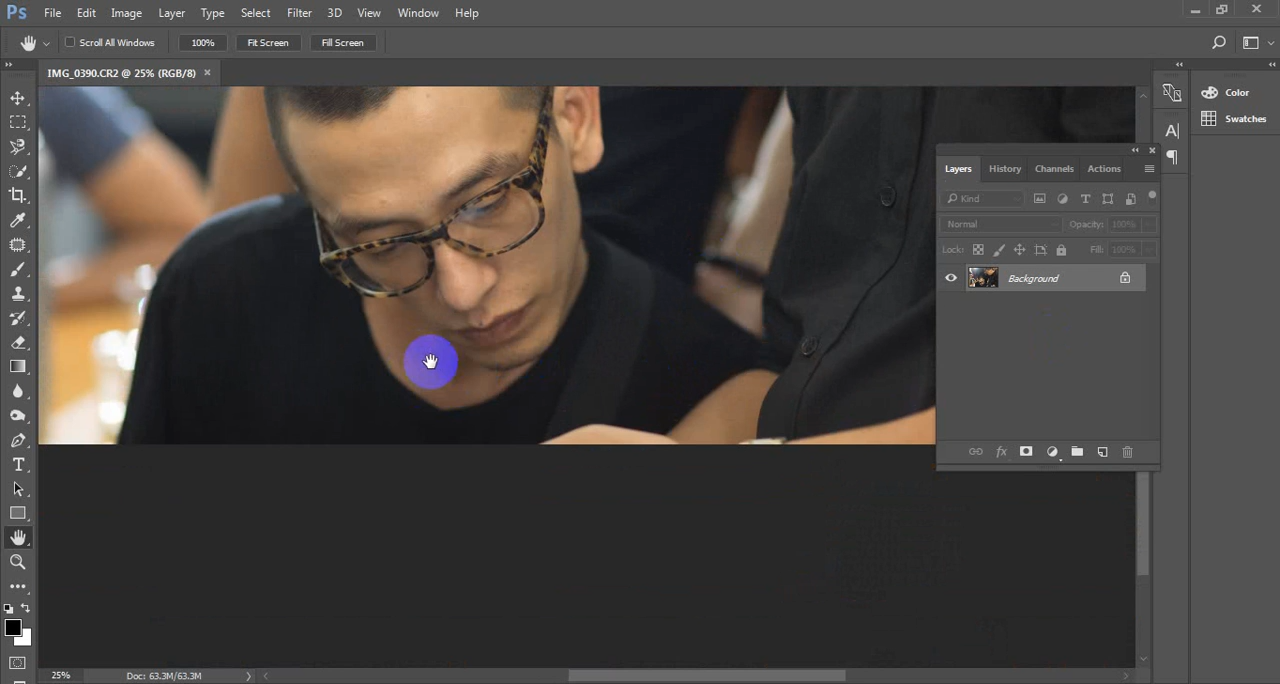 Ps File Edit Image Layer Type Select Filter 3D View Window Help
Scroll All Windows 100% Fit Screen Fill Screen
IMG_0390.CR2 @ 25% (RGB/8) ×
Color
Swatches
Layers History Channels Actions
Kind
Normal Opacity: 100%
Lock: Fill: 100%
Background
25% Doc: 63.3M/63.3M